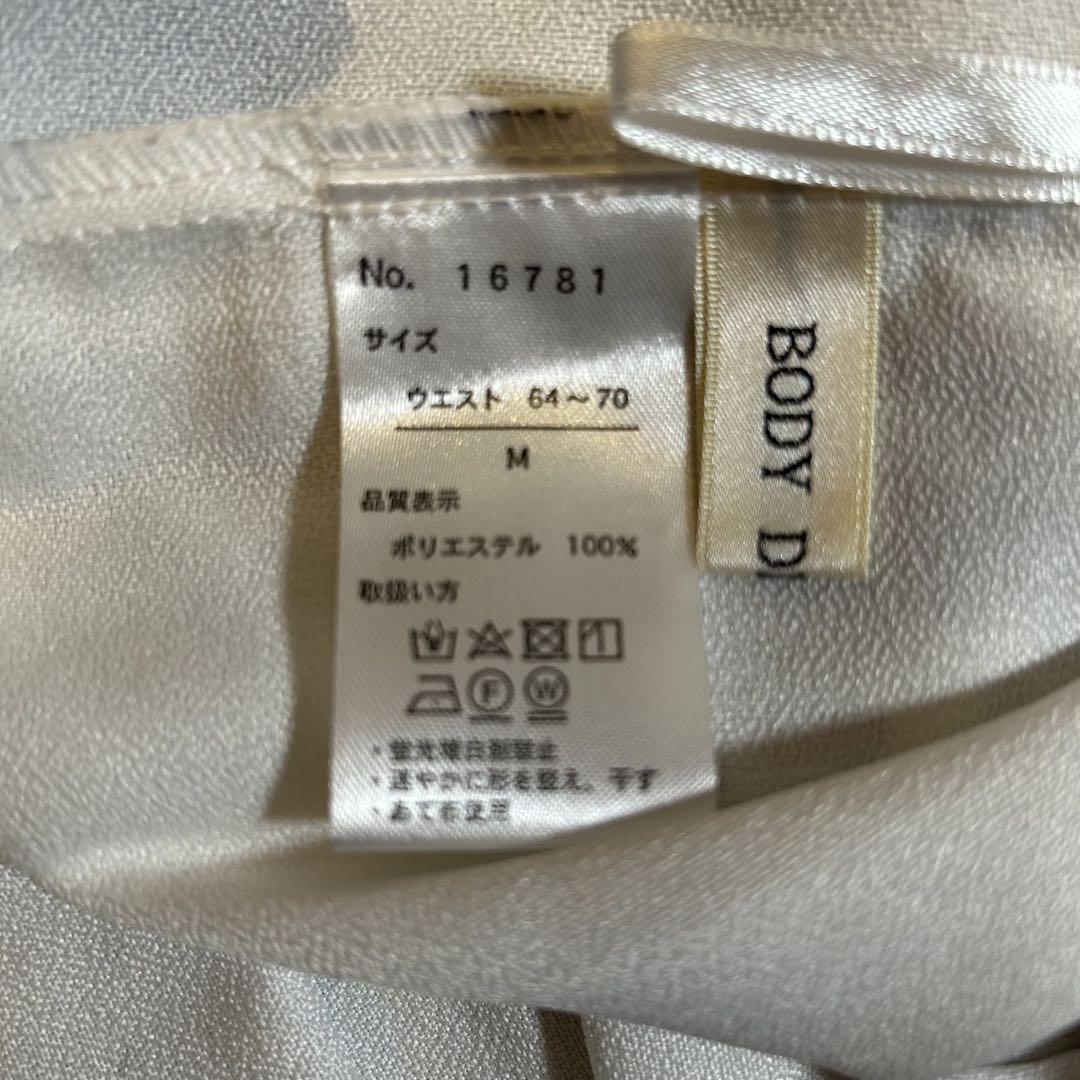 No. 16781
サイズ
ウエスト 64～70
M
品質表示
ポリエステル 100%
取扱い方
F W
・蛍光増白剤禁止
・速やかに形を整え、干す
・あて布使用
BODY